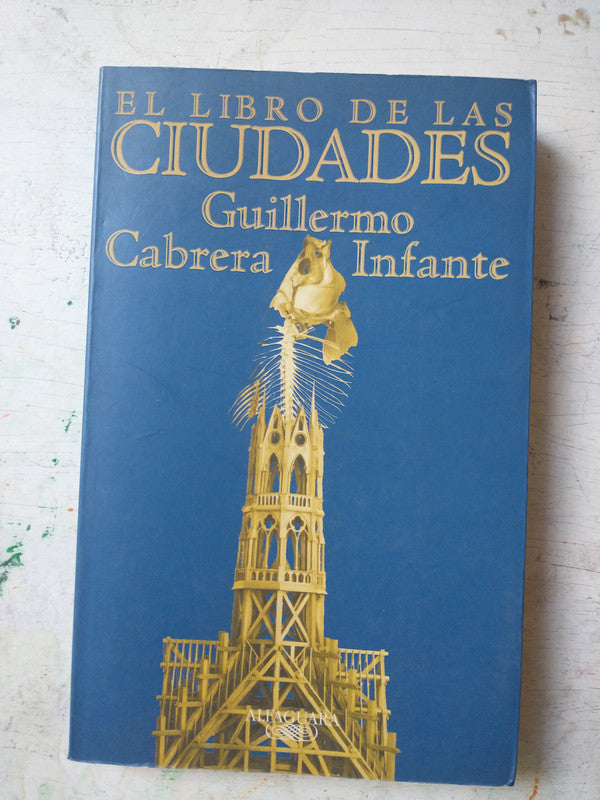 EL LIBRO DE LAS
CIUDADES
Guillermo
Cabrera Infante
ALFAGUARA